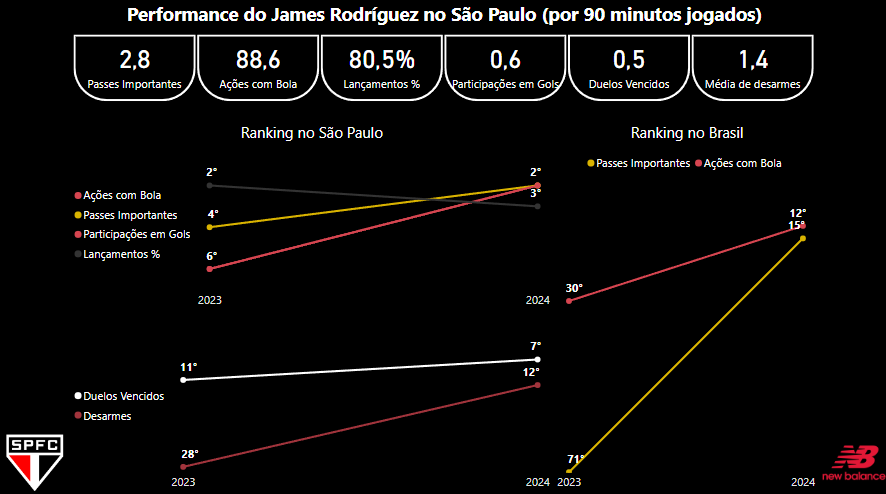 Performance do James Rodríguez no São Paulo (por 90 minutos jogados)
2,8
Passes Importantes
88,6
Ações com Bola
80,5%
Lançamentos %
0,6
Participações em Gols
0,5
Duelos Vencidos
1,4
Média de desarmes
Ranking no São Paulo
Ações com Bola
Passes Importantes
Participações em Gols
Lançamentos %
2°
4°
6°
2°
3°
2023
2024
Duelos Vencidos
Desarmes
11°
28°
7°
12°
2023
2024
Ranking no Brasil
Passes Importantes
Ações com Bola
30°
71°
12°
15°
2023
2024
SPFC
NB
new balance